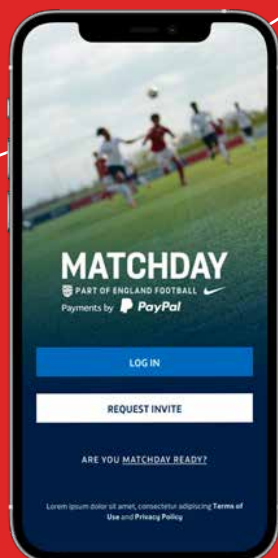 MATCHDAY
PART OF ENGLAND FOOTBALL
Payments by PayPal
LOG IN
REQUEST INVITE
ARE YOU MATCHDAY READY?
Lorem ipsum dolor sit amet, consectetur adipiscing Terms of
Use and Privacy Policy